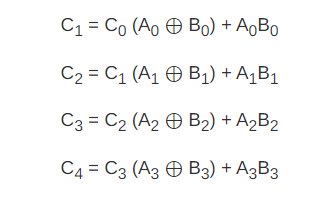 C₁ = C₀ (A₀ ⊕ B₀) + A₀B₀
C₂ = C₁ (A₁ ⊕ B₁) + A₁B₁
C₃ = C₂ (A₂ ⊕ B₂) + A₂B₂
C₄ = C₃ (A₃ ⊕ B₃) + A₃B₃